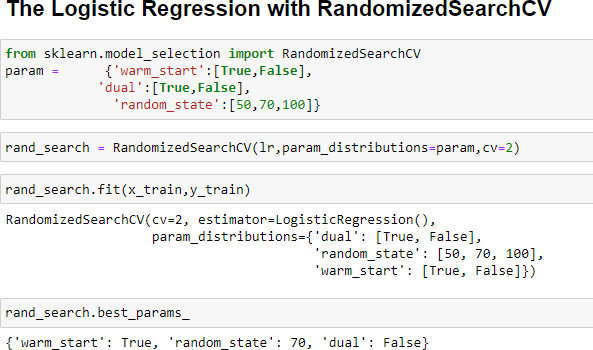 The Logistic Regression with RandomizedSearchCV
from sklearn.model_selection import RandomizedSearchCV
param =      {'warm_start':[True,False],
            'dual':[True,False],
              'random_state':[50,70,100]}
rand_search = RandomizedSearchCV(lr,param_distributions=param,cv=2)
rand_search.fit(x_train,y_train)
RandomizedSearchCV(cv=2, estimator=LogisticRegression(),
                   param_distributions={'dual': [True, False],
                                        'random_state': [50, 70, 100],
                                        'warm_start': [True, False]})
rand_search.best_params_
{'warm_start': True, 'random_state': 70, 'dual': False}